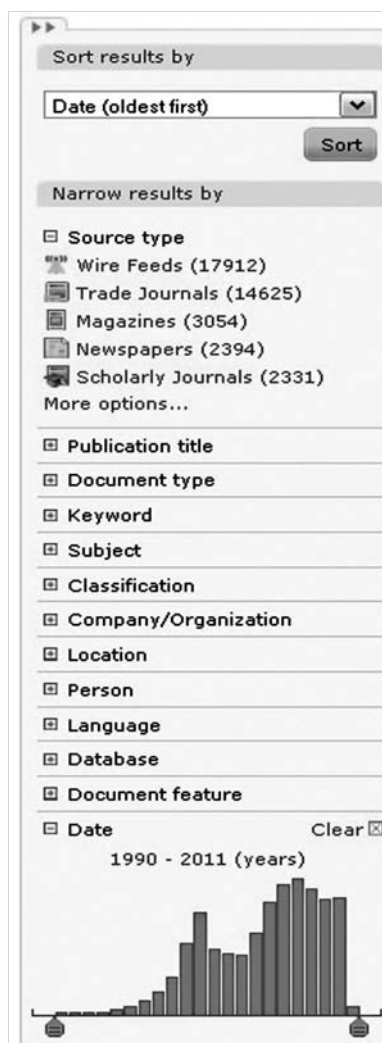 Sort results by
Date (oldest first)
Sort
Narrow results by
Source type
Wire Feeds (17912)
Trade Journals (14625)
Magazines (3054)
Newspapers (2394)
Scholarly Journals (2331)
More options...
Publication title
Document type
Keyword
Subject
Classification
Company/Organization
Location
Person
Language
Database
Document feature
Date Clear
1990 - 2011 (years)